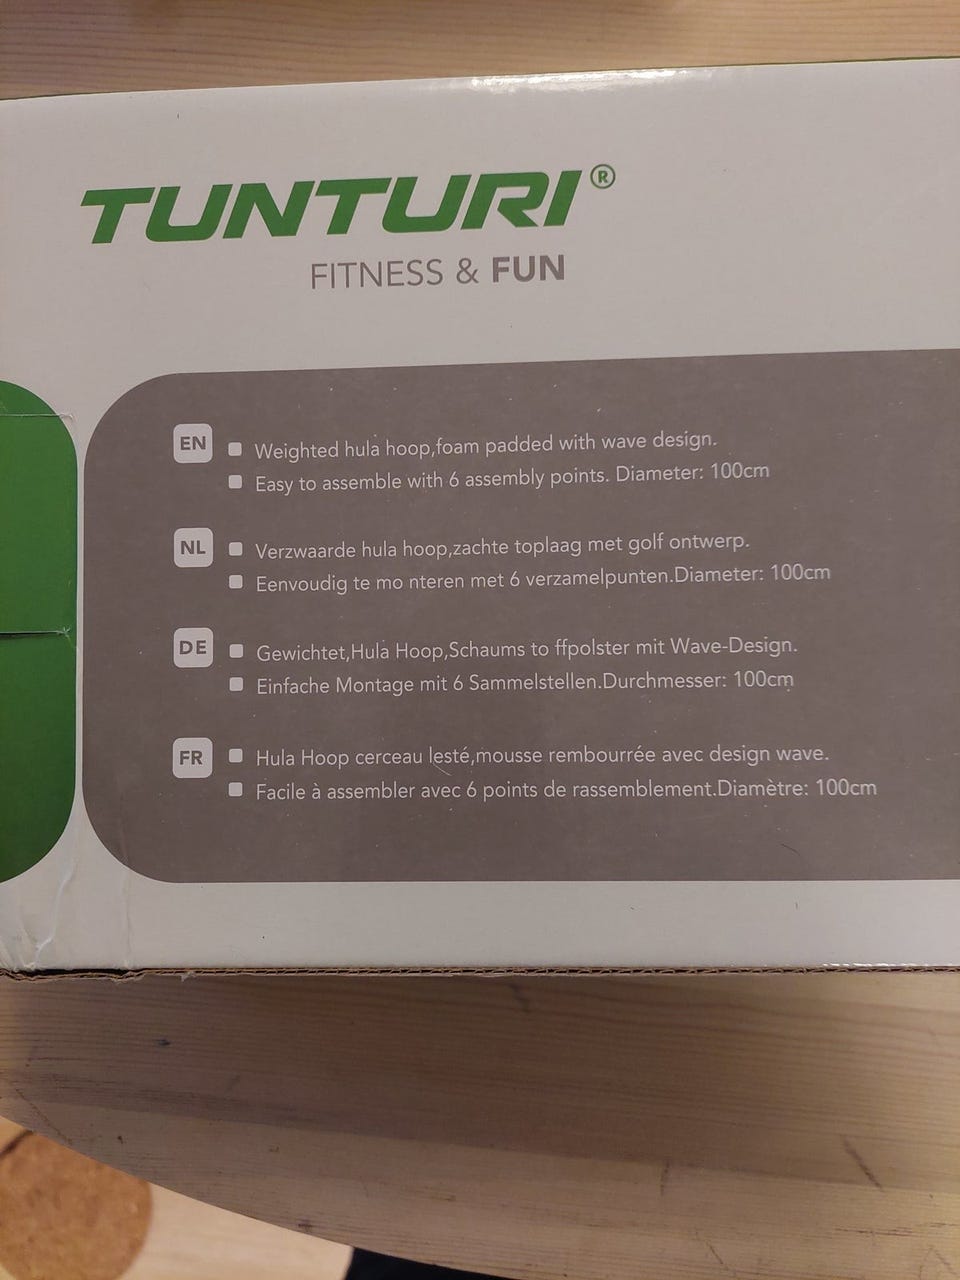 TUNTURI®
FITNESS & FUN
EN
Weighted hula hoop,foam padded with wave design.
Easy to assemble with 6 assembly points. Diameter: 100cm
NL
Verzwaarde hula hoop,zachte toplaag met golf ontwerp.
Eenvoudig te mo nteren met 6 verzamelpunten.Diameter: 100cm
DE
Gewichtet,Hula Hoop,Schaums to ffpolster mit Wave-Design.
Einfache Montage mit 6 Sammelstellen.Durchmesser: 100cm
FR
Hula Hoop cerceau lesté,mousse rembourrée avec design wave.
Facile à assembler avec 6 points de rassemblement.Diamètre: 100cm